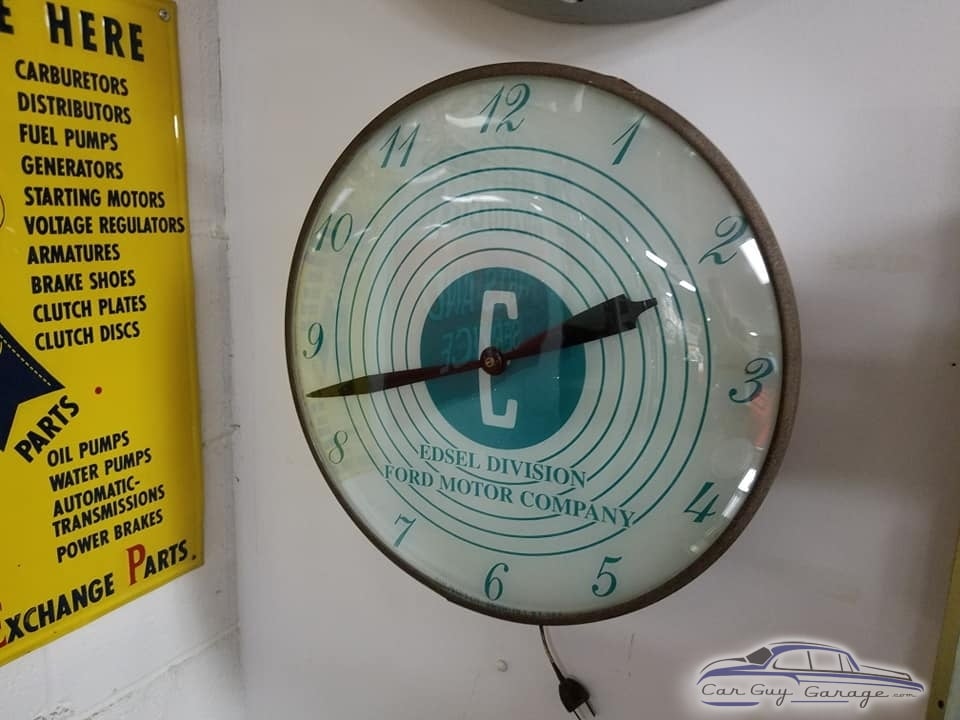 E HERE
CARBURETORS
DISTRIBUTORS
FUEL PUMPS
GENERATORS
STARTING MOTORS
VOLTAGE REGULATORS
ARMATURES
BRAKE SHOES
CLUTCH PLATES
CLUTCH DISCS
PARTS
OIL PUMPS
WATER PUMPS
AUTOMATIC-
TRANSMISSIONS
POWER BRAKES
EXCHANGE PARTS.
12
11
1
10
2
9
3
8
4
7
5
6
E
EDSEL DIVISION
FORD MOTOR COMPANY
Car Guy Garage.com